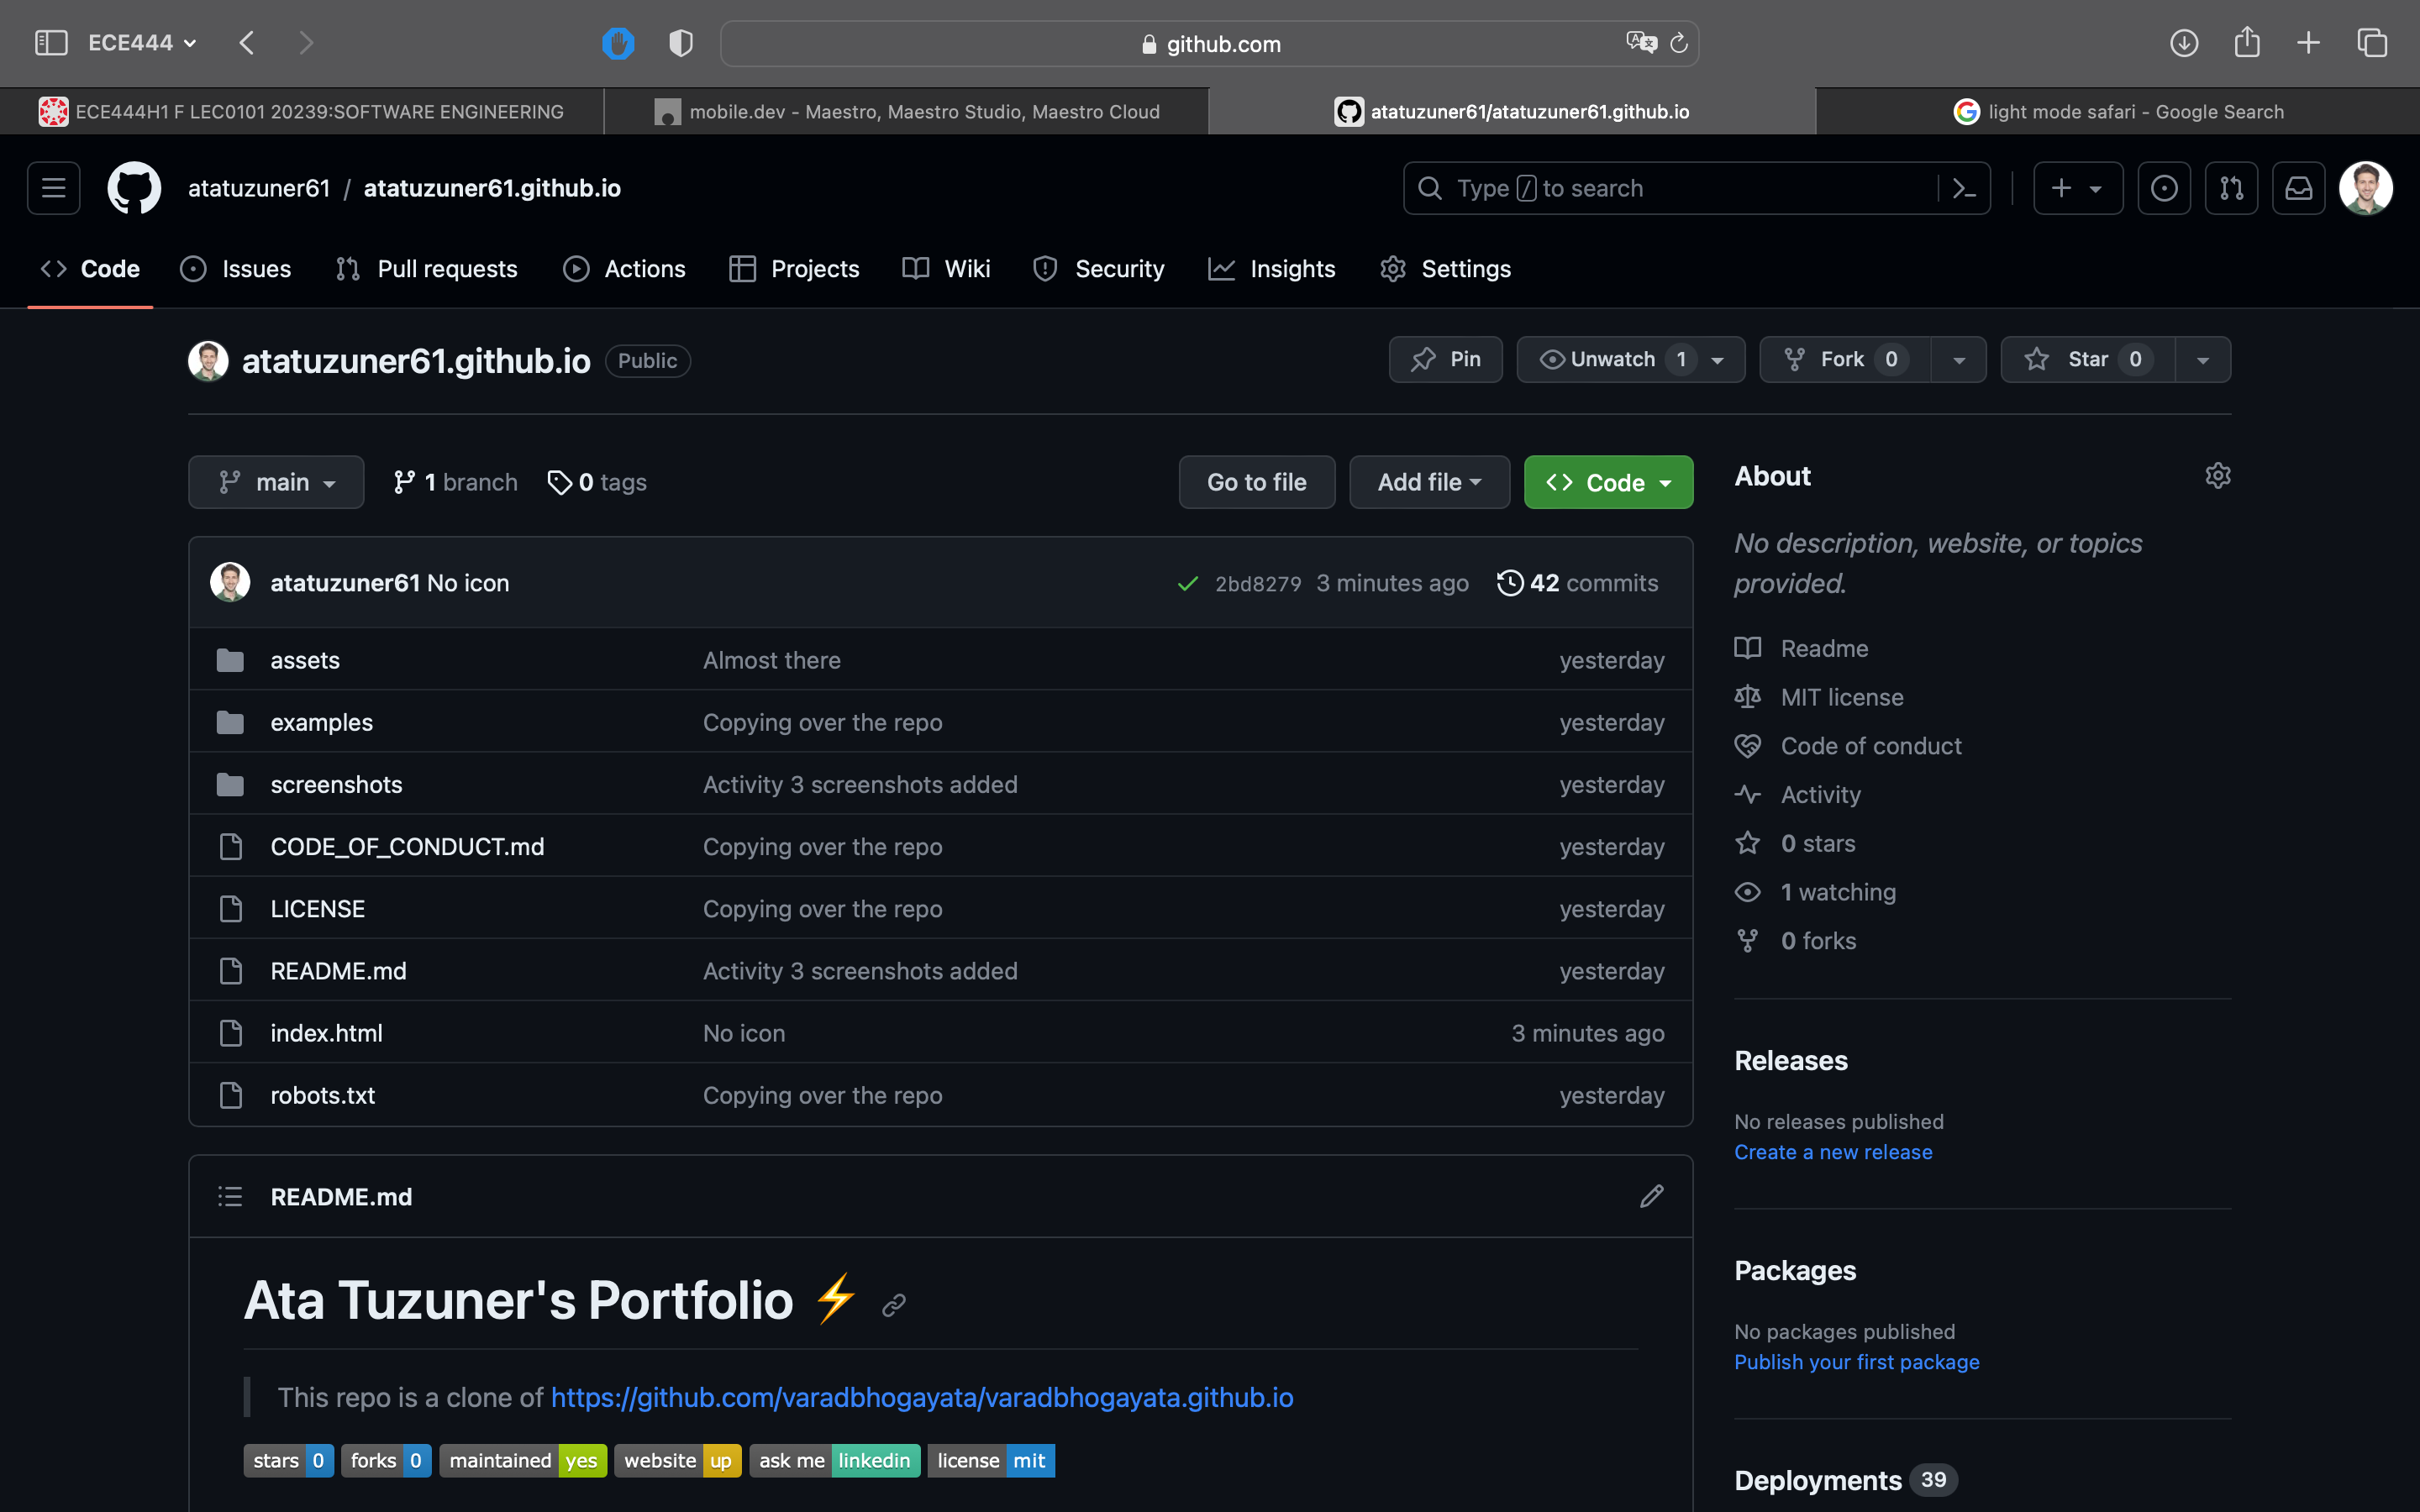 ECE444
github.com
ECE444H1 F LEC0101 20239:SOFTWARE ENGINEERING
mobile.dev - Maestro, Maestro Studio, Maestro Cloud
atatuzuner61/atatuzuner61.github.io
light mode safari - Google Search
atatuzuner61 / atatuzuner61.github.io
Type / to search
Code Issues Pull requests Actions Projects Wiki Security Insights Settings
atatuzuner61.github.io Public
Pin Unwatch 1 Fork 0 Star 0
main 1 branch 0 tags
Go to file Add file Code
atatuzuner61 No icon 2bd8279 3 minutes ago 42 commits
assets Almost there yesterday
examples Copying over the repo yesterday
screenshots Activity 3 screenshots added yesterday
CODE_OF_CONDUCT.md Copying over the repo yesterday
LICENSE Copying over the repo yesterday
README.md Activity 3 screenshots added yesterday
index.html No icon 3 minutes ago
robots.txt Copying over the repo yesterday
README.md
Ata Tuzuner's Portfolio ⚡
This repo is a clone of https://github.com/varadbhogayata/varadbhogayata.github.io
stars 0 forks 0 maintained yes website up ask me linkedin license mit
About
No description, website, or topics
provided.
Readme
MIT license
Code of conduct
Activity
0 stars
1 watching
0 forks
Releases
No releases published
Create a new release
Packages
No packages published
Publish your first package
Deployments 39